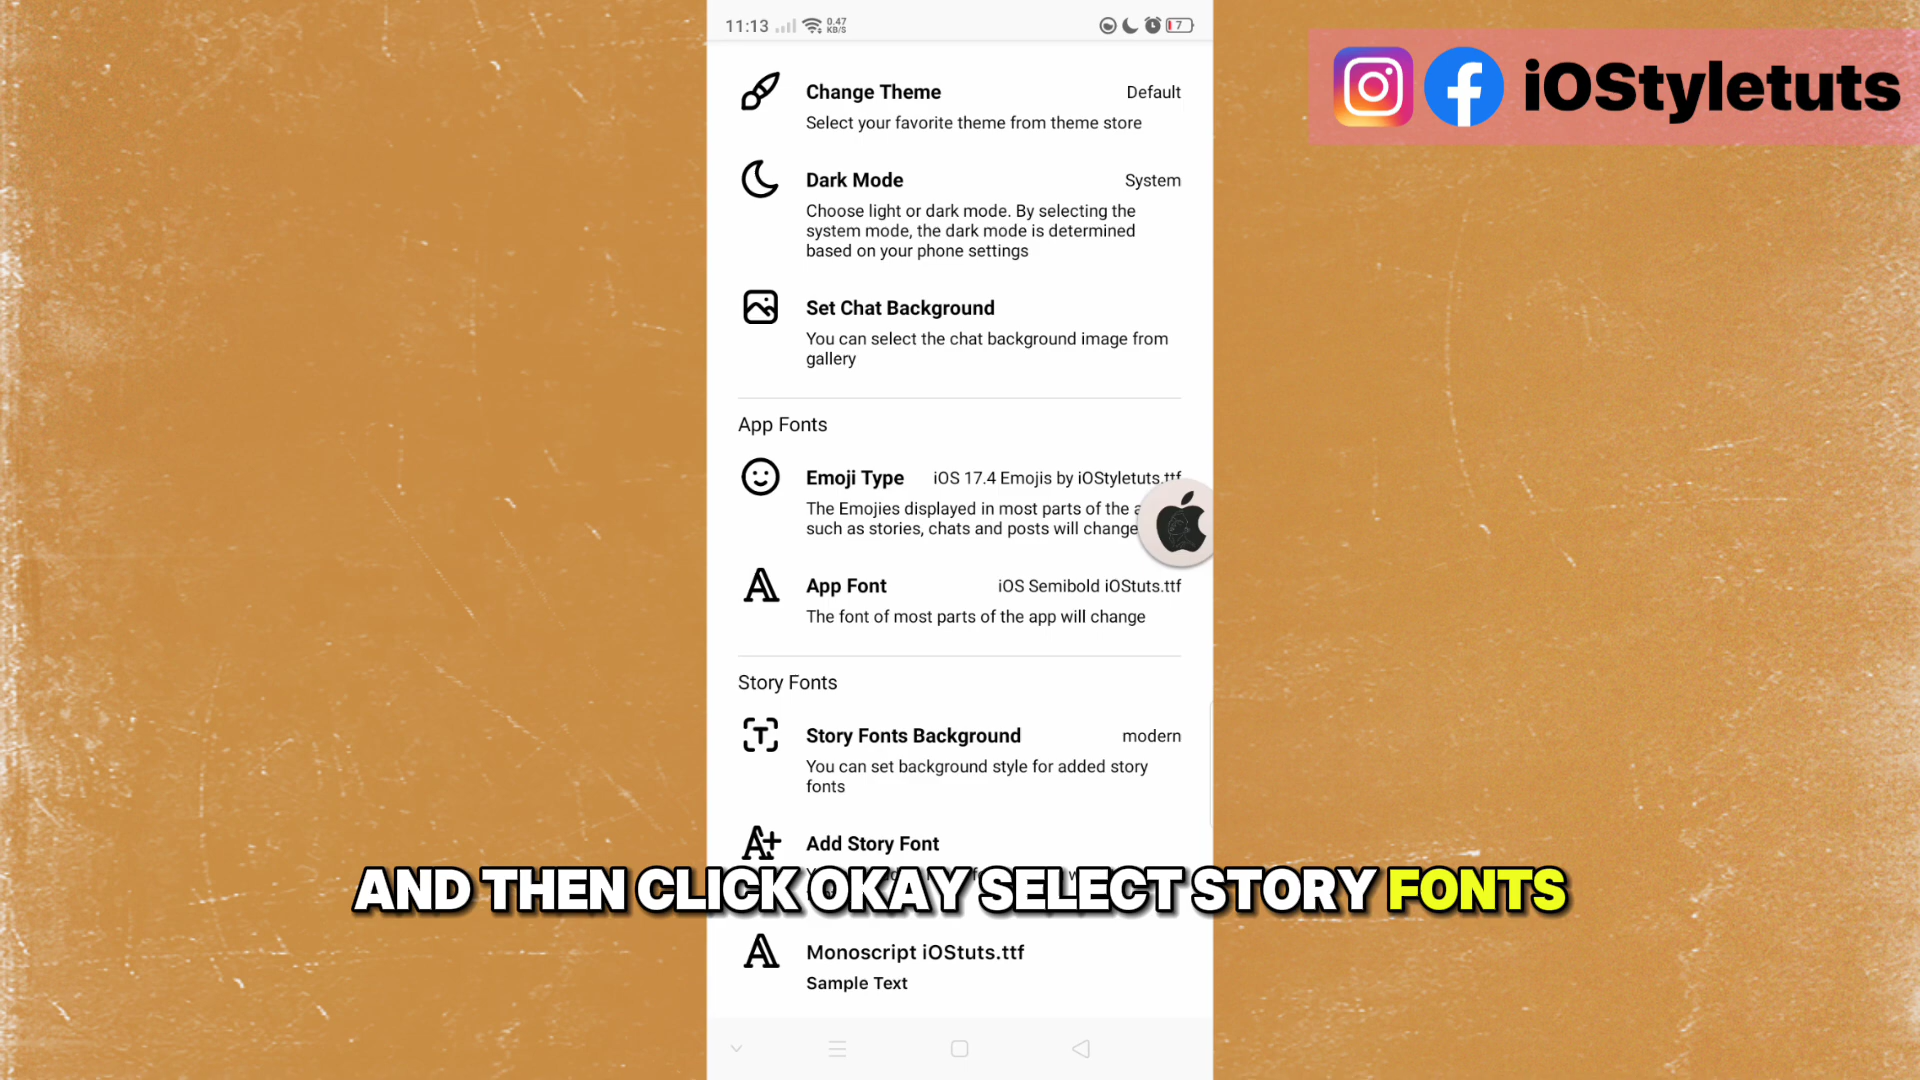 11:13 0.47 KB/S 7
iOStyletuts
Change Theme Default
Select your favorite theme from theme store
Dark Mode System
Choose light or dark mode. By selecting the
system mode, the dark mode is determined
based on your phone settings
Set Chat Background
You can select the chat background image from
gallery
App Fonts
Emoji Type iOS 17.4 Emojis by iOStyletuts.ttf
The Emojies displayed in most parts of the
such as stories, chats and posts will change
App Font iOS Semibold iOStuts.ttf
The font of most parts of the app will change
Story Fonts
Story Fonts Background modern
You can set background style for added story
fonts
Add Story Font
AND THEN CLICK OKAY SELECT STORY FONTS
Monoscript iOStuts.ttf
Sample Text